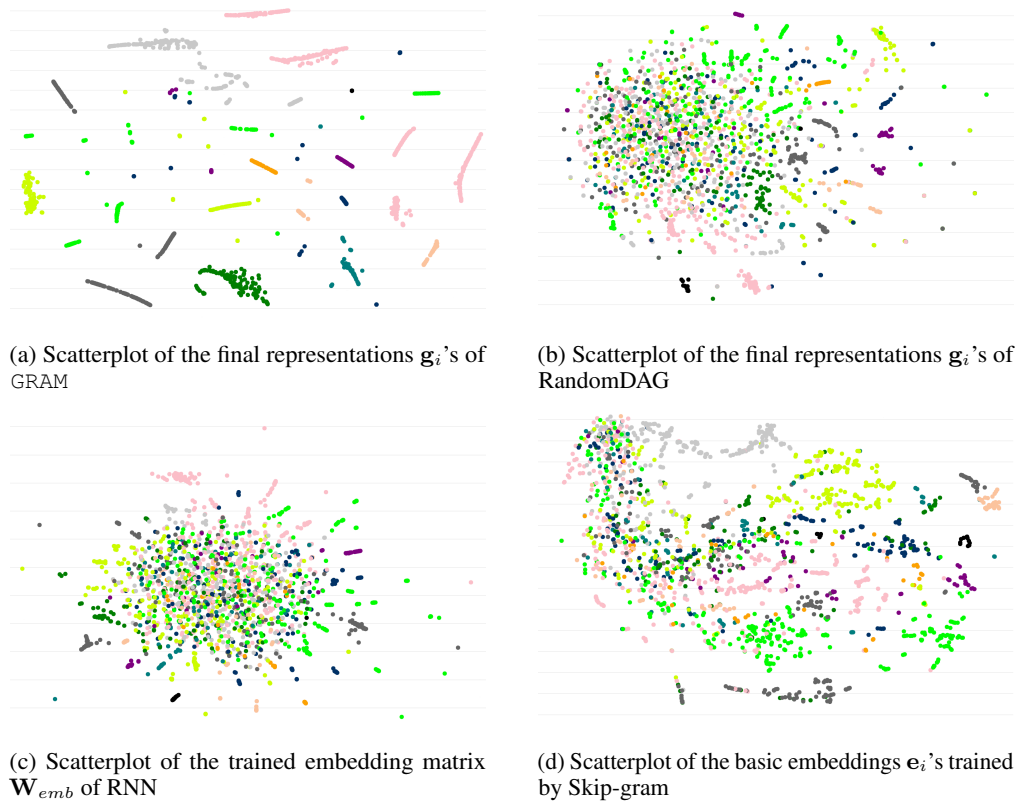 (a) Scatterplot of the final representations gᵢ's of
GRAM
(b) Scatterplot of the final representations gᵢ's of
RandomDAG
(c) Scatterplot of the trained embedding matrix
W_emb of RNN
(d) Scatterplot of the basic embeddings eᵢ's trained
by Skip-gram